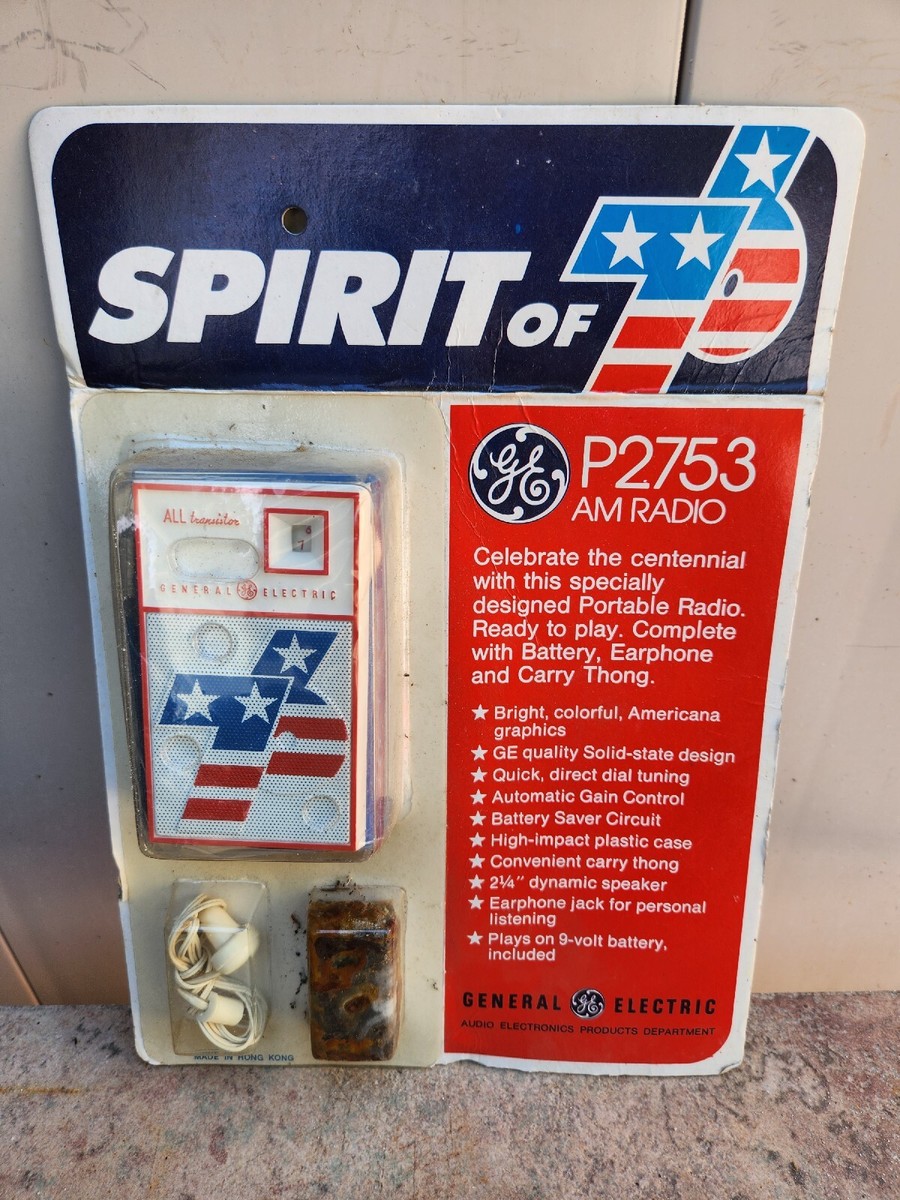 SPIRIT OF 76
GE P2753
AM RADIO
ALL transistor
GENERAL GE ELECTRIC
76
Celebrate the centennial
with this specially
designed Portable Radio.
Ready to play. Complete
with Battery, Earphone
and Carry Thong.
★ Bright, colorful, Americana
graphics
★ GE quality Solid-state design
★ Quick, direct dial tuning
★ Automatic Gain Control
★ Battery Saver Circuit
★ High-impact plastic case
★ Convenient carry thong
★ 2¼" dynamic speaker
★ Earphone jack for personal
listening
★ Plays on 9-volt battery,
included
GENERAL GE ELECTRIC
AUDIO ELECTRONICS PRODUCTS DEPARTMENT
MADE IN HONG KONG